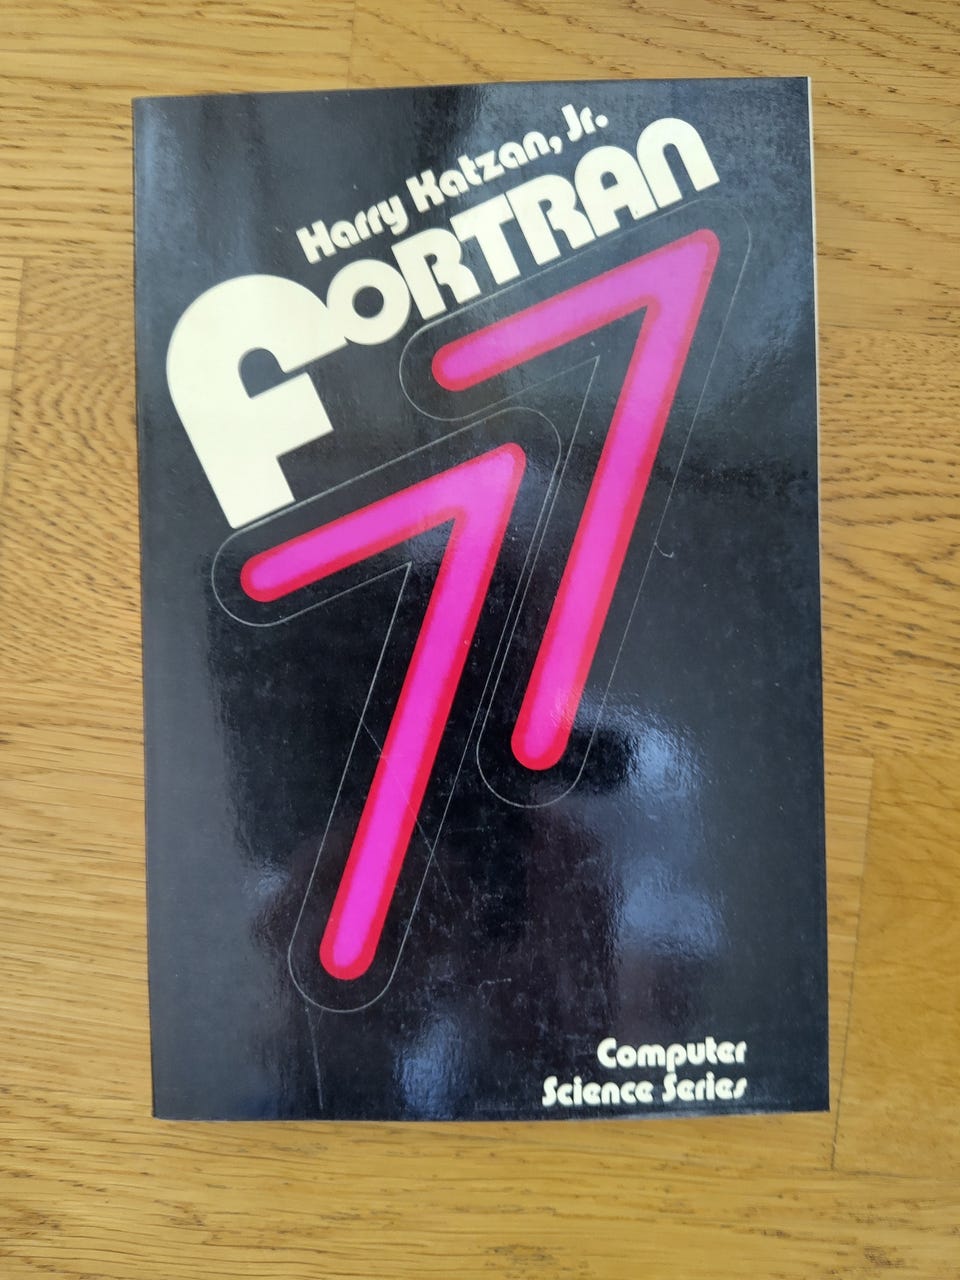 Harry Katzan, Jr.
FORTRAN
77
Computer
Science Series